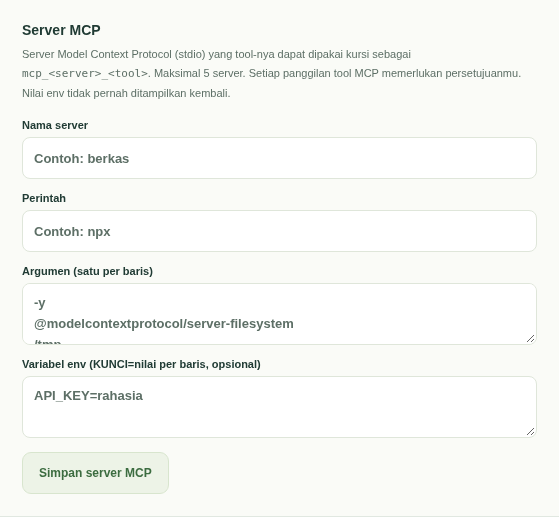 Server MCP
Server Model Context Protocol (stdio) yang tool-nya dapat dipakai kursi sebagai
mcp_<server>_<tool>. Maksimal 5 server. Setiap panggilan tool MCP memerlukan persetujuanmu.
Nilai env tidak pernah ditampilkan kembali.
Nama server
Contoh: berkas
Perintah
Contoh: npx
Argumen (satu per baris)
-y
@modelcontextprotocol/server-filesystem
/tmp
Variabel env (KUNCI=nilai per baris, opsional)
API_KEY=rahasia
Simpan server MCP